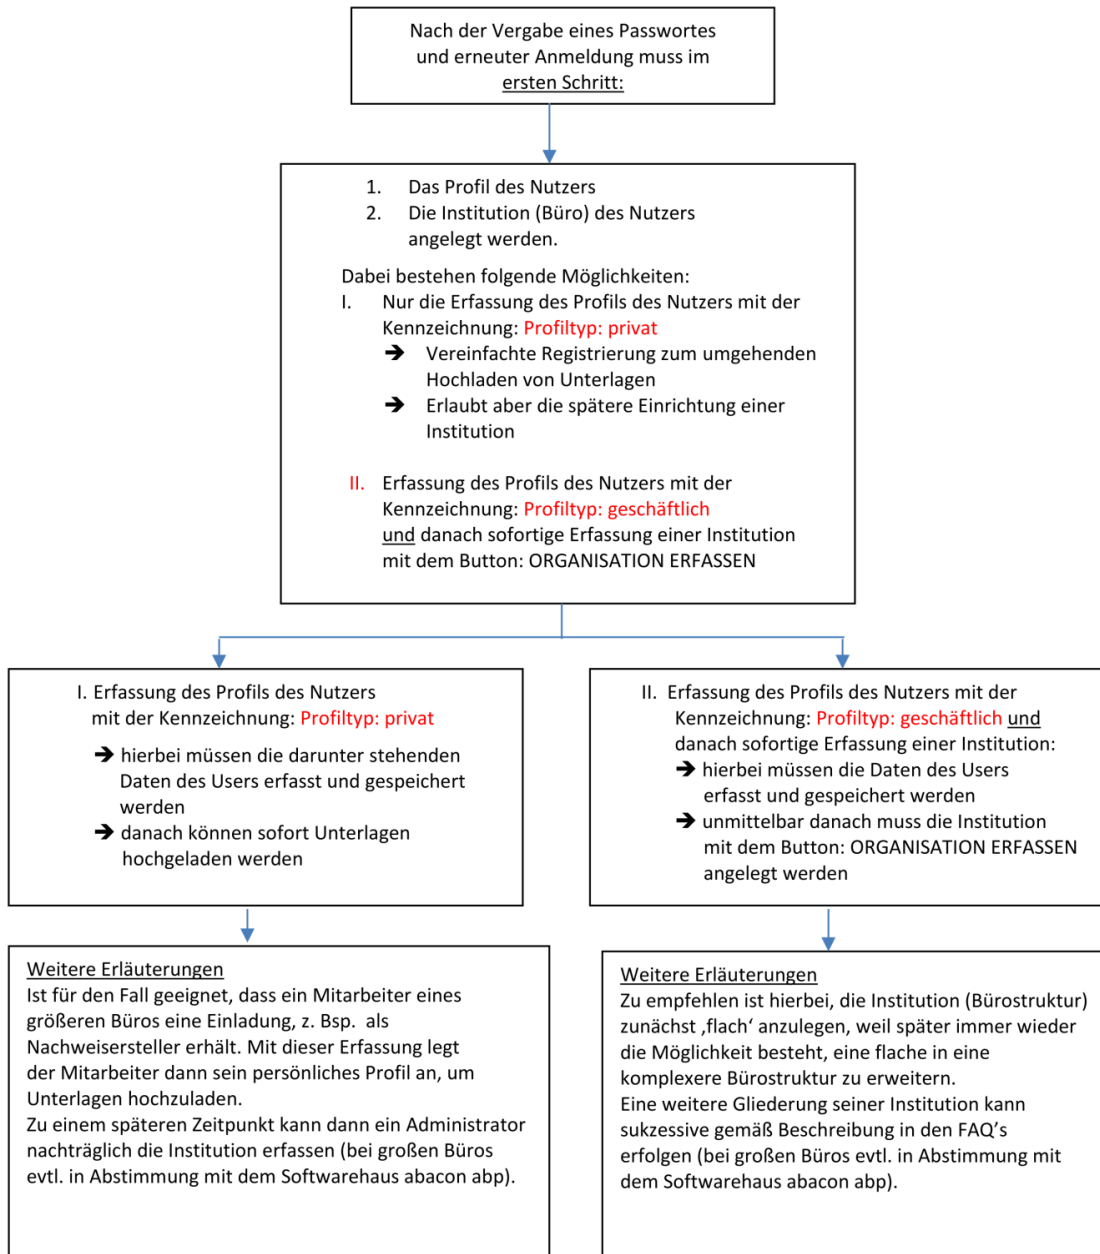 Nach der Vergabe eines Passwortes
und erneuter Anmeldung muss im
ersten Schritt:
1. Das Profil des Nutzers
2. Die Institution (Büro) des Nutzers
angelegt werden.
Dabei bestehen folgende Möglichkeiten:
I. Nur die Erfassung des Profils des Nutzers mit der
Kennzeichnung: Profiltyp: privat
➔ Vereinfachte Registrierung zum umgehenden
Hochladen von Unterlagen
➔ Erlaubt aber die spätere Einrichtung einer
Institution
II. Erfassung des Profils des Nutzers mit der
Kennzeichnung: Profiltyp: geschäftlich
und danach sofortige Erfassung einer Institution
mit dem Button: ORGANISATION ERFASSEN
I. Erfassung des Profils des Nutzers
mit der Kennzeichnung: Profiltyp: privat
➔ hierbei müssen die darunter stehenden
Daten des Users erfasst und gespeichert
werden
➔ danach können sofort Unterlagen
hochgeladen werden
II. Erfassung des Profils des Nutzers mit der
Kennzeichnung: Profiltyp: geschäftlich und
danach sofortige Erfassung einer Institution:
➔ hierbei müssen die Daten des Users
erfasst und gespeichert werden
➔ unmittelbar danach muss die Institution
mit dem Button: ORGANISATION ERFASSEN
angelegt werden
Weitere Erläuterungen
Ist für den Fall geeignet, dass ein Mitarbeiter eines
größeren Büros eine Einladung, z. Bsp. als
Nachweisersteller erhält. Mit dieser Erfassung legt
der Mitarbeiter dann sein persönliches Profil an, um
Unterlagen hochzuladen.
Zu einem späteren Zeitpunkt kann dann ein Administrator
nachträglich die Institution erfassen (bei großen Büros
evtl. in Abstimmung mit dem Softwarehaus abacon abp).
Weitere Erläuterungen
Zu empfehlen ist hierbei, die Institution (Bürostruktur)
zunächst ‚flach‘ anzulegen, weil später immer wieder
die Möglichkeit besteht, eine flache in eine
komplexere Bürostruktur zu erweitern.
Eine weitere Gliederung seiner Institution kann
sukzessive gemäß Beschreibung in den FAQ’s
erfolgen (bei großen Büros evtl. in Abstimmung mit
dem Softwarehaus abacon abp).